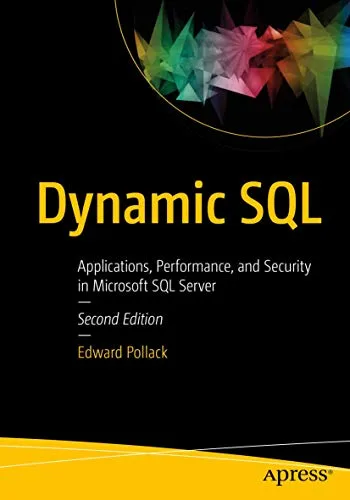 Dynamic SQL
Applications, Performance, and Security
in Microsoft SQL Server
—
Second Edition
—
Edward Pollack
Apress®